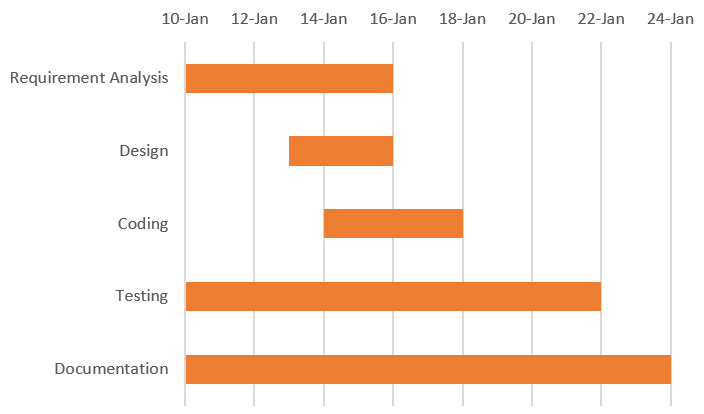 10-Jan 12-Jan 14-Jan 16-Jan 18-Jan 20-Jan 22-Jan 24-Jan
Requirement Analysis
Design
Coding
Testing
Documentation